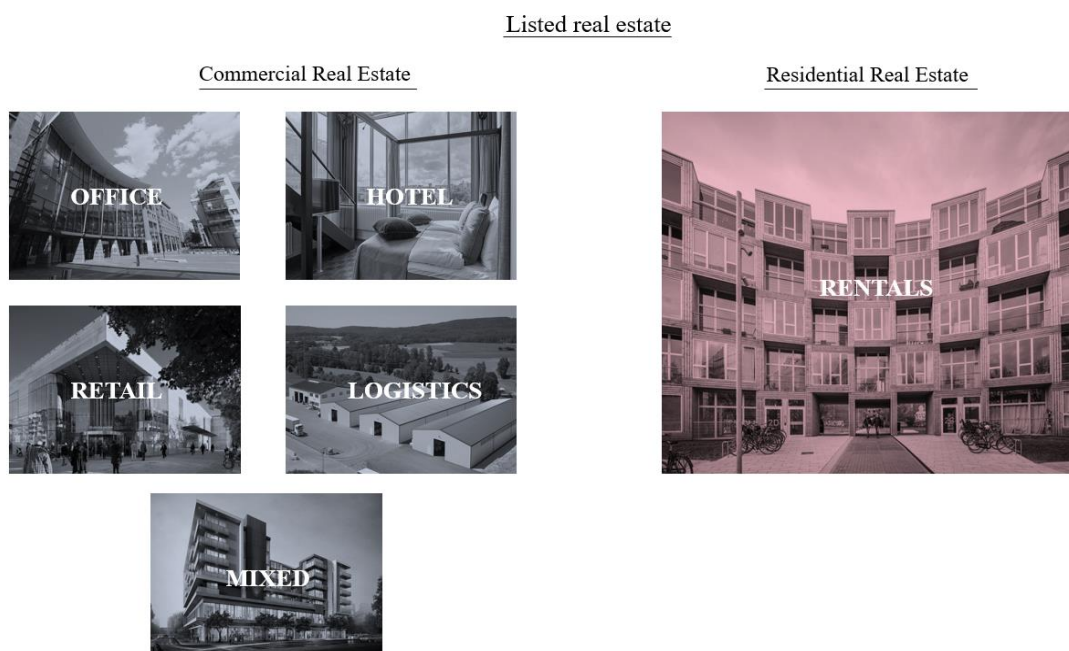 Listed real estate
Commercial Real Estate
Residential Real Estate
OFFICE
HOTEL
RENTALS
RETAIL
LOGISTICS
MIXED